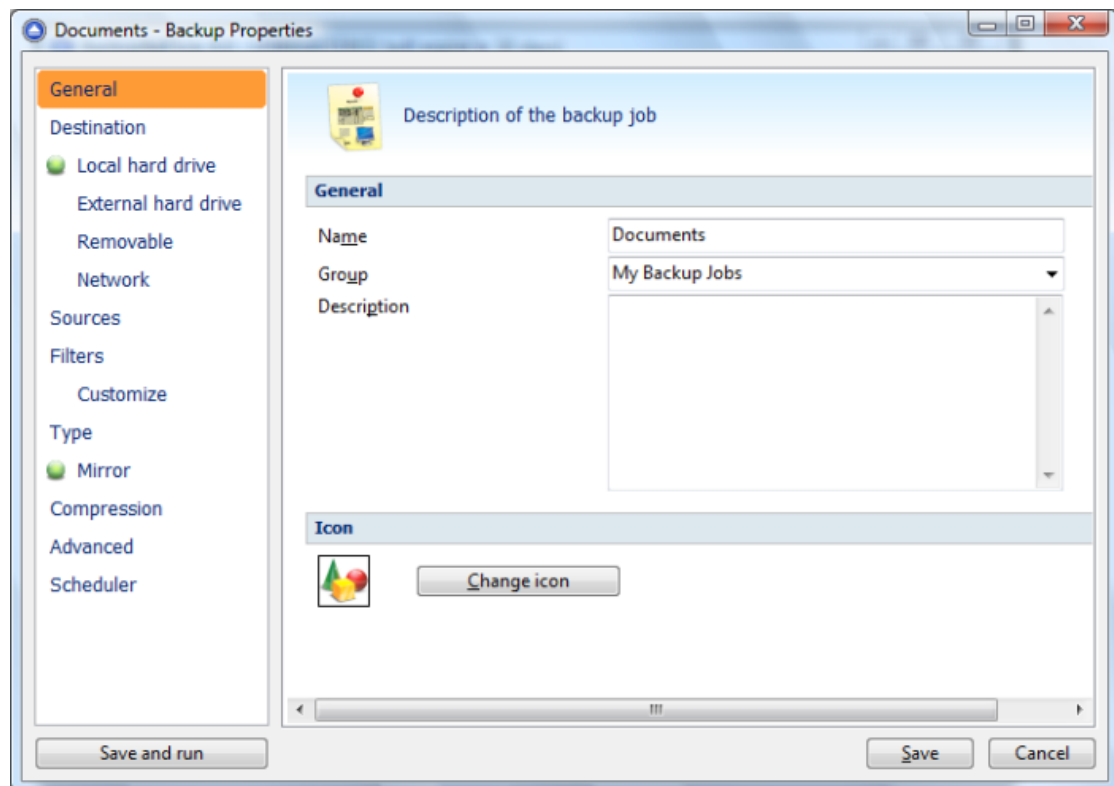 Documents - Backup Properties
General
Destination
Local hard drive
External hard drive
Removable
Network
Sources
Filters
Customize
Type
Mirror
Compression
Advanced
Scheduler
Description of the backup job
General
Name Documents
Group My Backup Jobs
Description
Icon
Change icon
Save and run Save Cancel